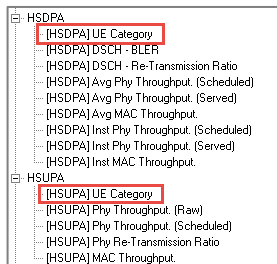 HSDPA
[HSDPA] UE Category
[HSDPA] DSCH - BLER
[HSDPA] DSCH - Re-Transmission Ratio
[HSDPA] Avg Phy Throughput. (Scheduled)
[HSDPA] Avg Phy Throughput. (Served)
[HSDPA] Avg MAC Throughput.
[HSDPA] Inst Phy Throughput. (Scheduled)
[HSDPA] Inst Phy Throughput. (Served)
[HSDPA] Inst MAC Throughput.
HSUPA
[HSUPA] UE Category
[HSUPA] Phy Throughput. (Raw)
[HSUPA] Phy Throughput. (Scheduled)
[HSUPA] Phy Re-Transmission Ratio
[HSUPA] MAC Throughput.